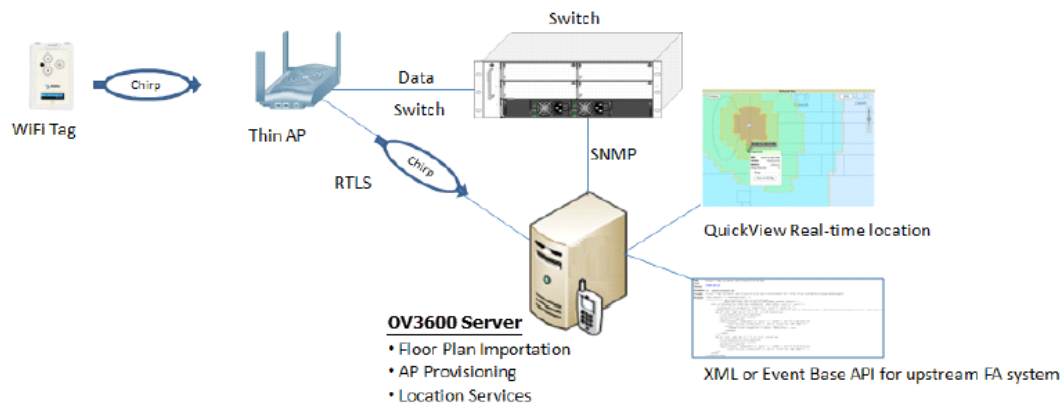 Switch
Chirp
Data
Switch
WiFi Tag
Thin AP
SNMP
Chirp
RTLS
QuickView Real-time location
OV3600 Server
• Floor Plan Importation
• AP Provisioning
• Location Services
XML or Event Base API for upstream FA system